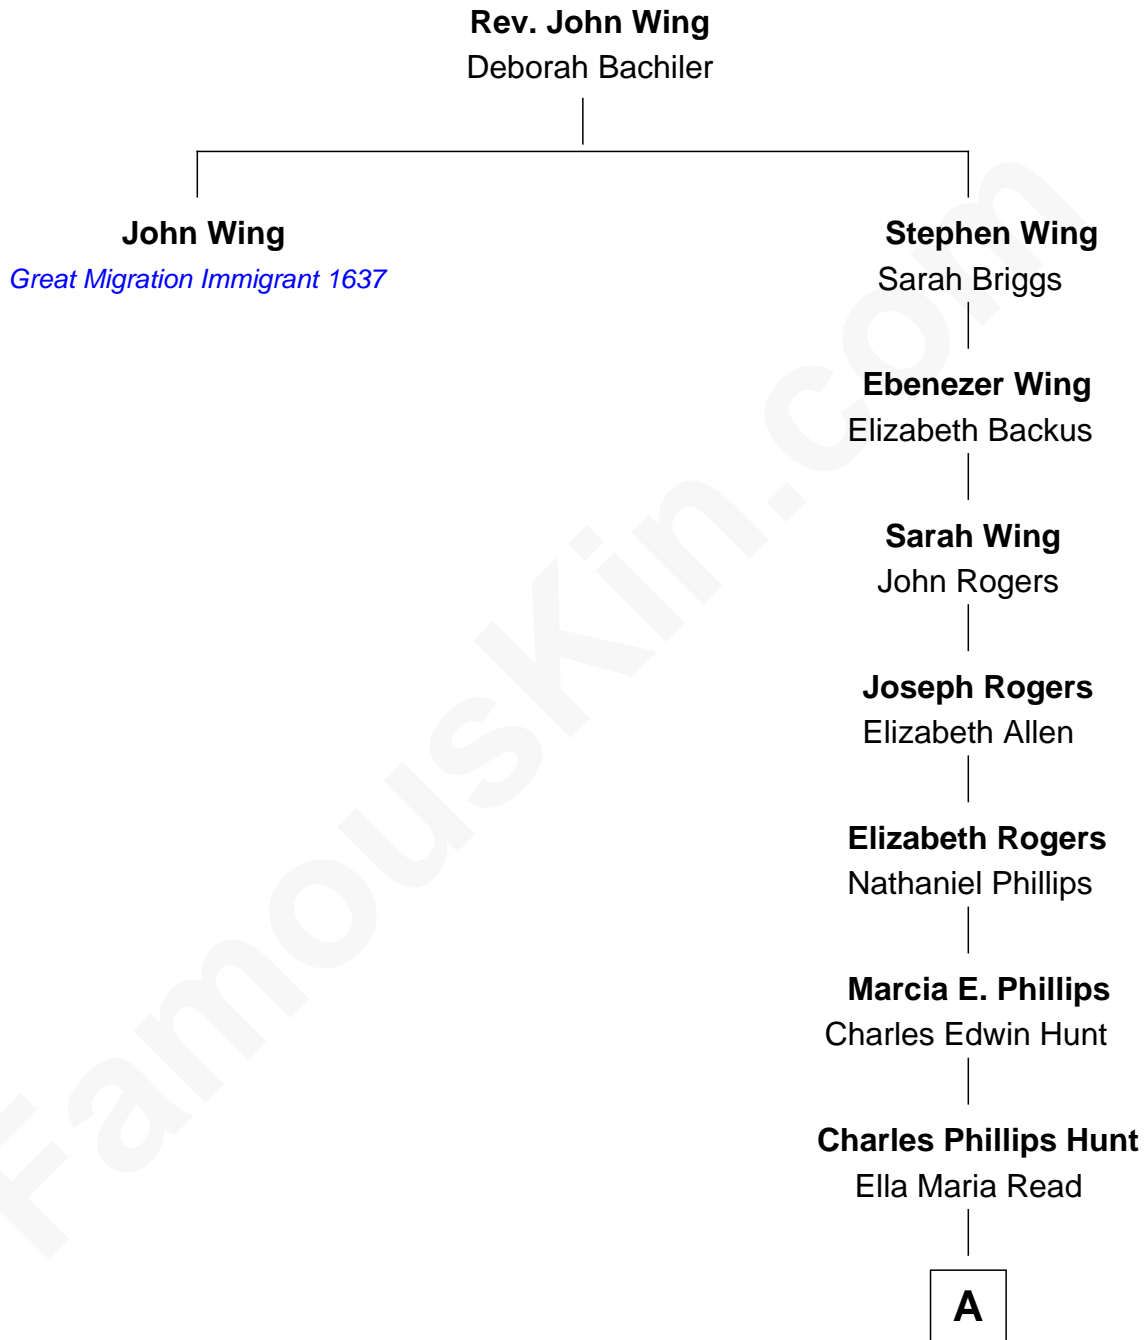 Rev. John Wing
Deborah Bachiler
John Wing
Great Migration Immigrant 1637
Stephen Wing
Sarah Briggs
Ebenezer Wing
Elizabeth Backus
Sarah Wing
John Rogers
Joseph Rogers
Elizabeth Allen
Elizabeth Rogers
Nathaniel Phillips
Marcia E. Phillips
Charles Edwin Hunt
Charles Phillips Hunt
Ella Maria Read
A
FamousKin.com